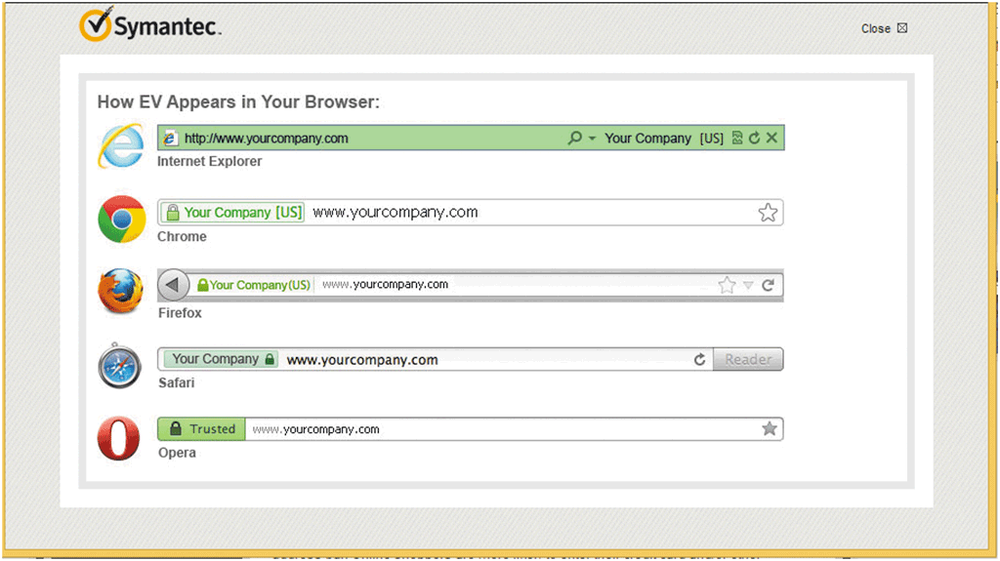 Symantec.
Close
How EV Appears in Your Browser:
http://www.yourcompany.com Your Company [US]
Internet Explorer
Your Company [US] www.yourcompany.com
Chrome
Your Company(US) www.yourcompany.com
Firefox
Your Company www.yourcompany.com Reader
Safari
Trusted www.yourcompany.com
Opera